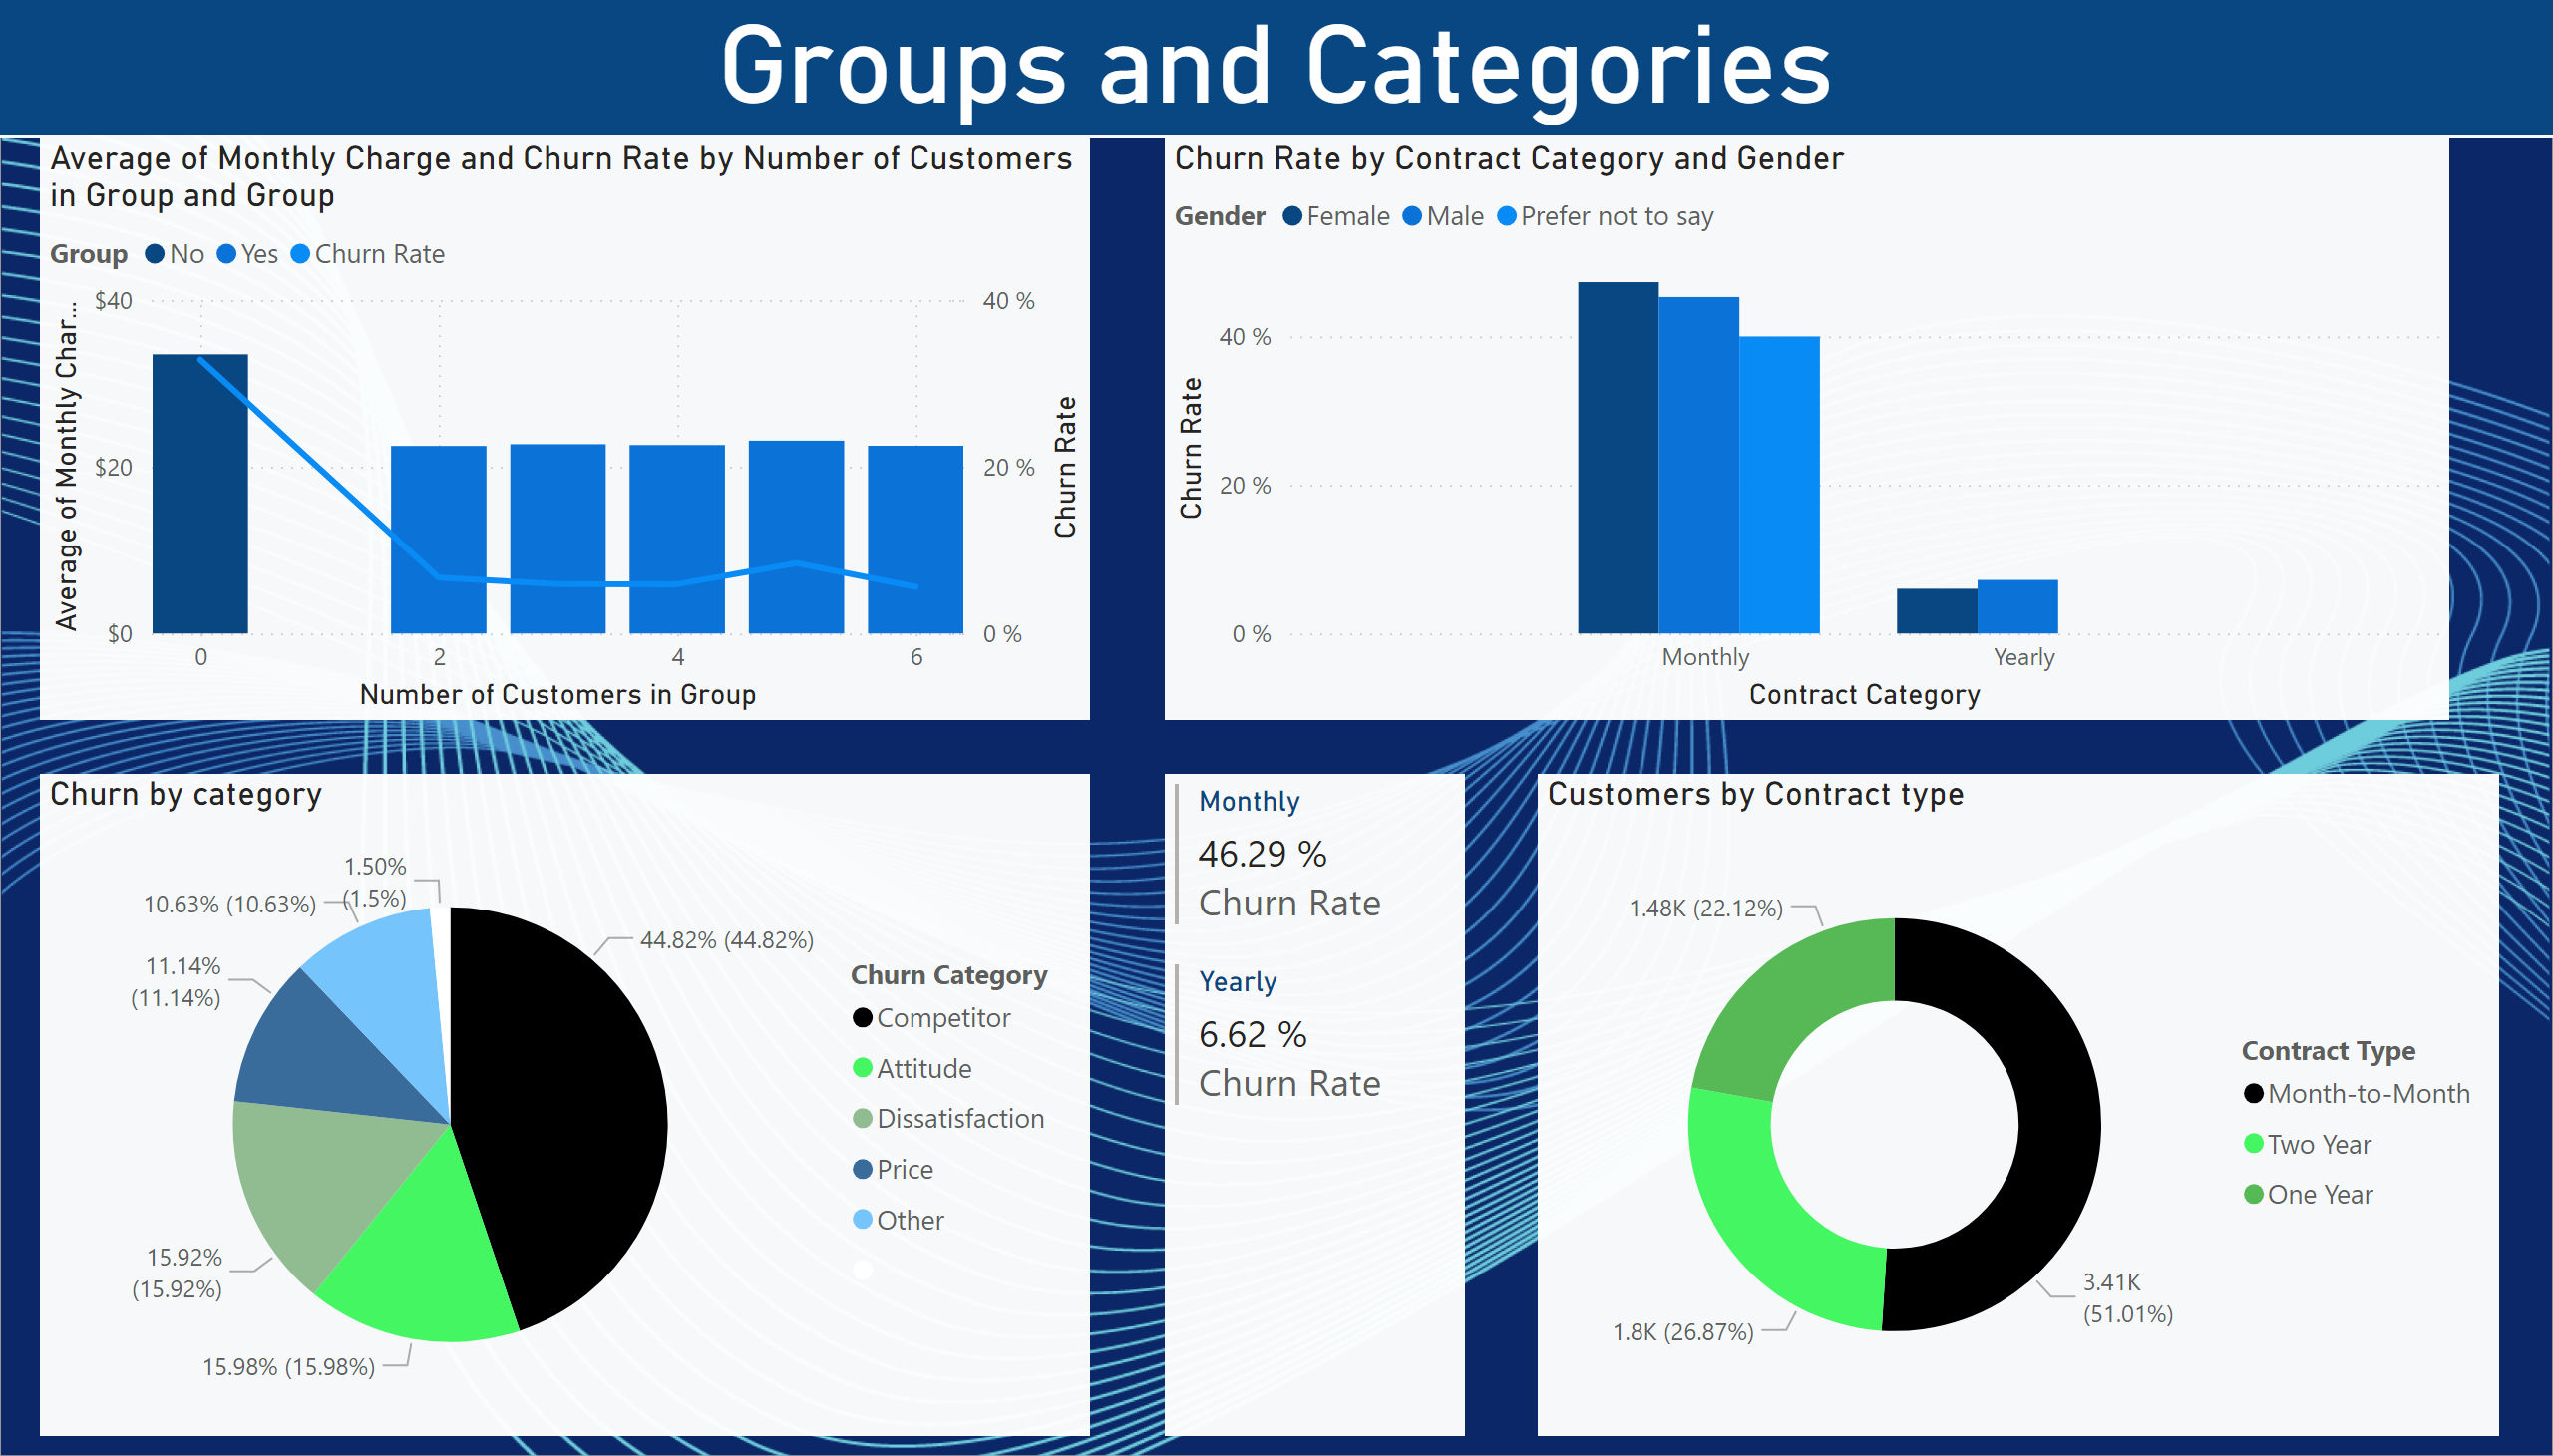 Groups and Categories
Average of Monthly Charge and Churn Rate by Number of Customers
in Group and Group
Group No Yes Churn Rate
Average of Monthly Char...
$40
$20
$0
40 %
20 %
0 %
Churn Rate
0 2 4 6
Number of Customers in Group
Churn Rate by Contract Category and Gender
Gender Female Male Prefer not to say
Churn Rate
40 %
20 %
0 %
Monthly Yearly
Contract Category
Churn by category
1.50%
(1.5%)
10.63% (10.63%)
11.14%
(11.14%)
15.92%
(15.92%)
15.98% (15.98%)
44.82% (44.82%)
Churn Category
Competitor
Attitude
Dissatisfaction
Price
Other
Monthly
46.29 %
Churn Rate
Yearly
6.62 %
Churn Rate
Customers by Contract type
1.48K (22.12%)
1.8K (26.87%)
3.41K
(51.01%)
Contract Type
Month-to-Month
Two Year
One Year